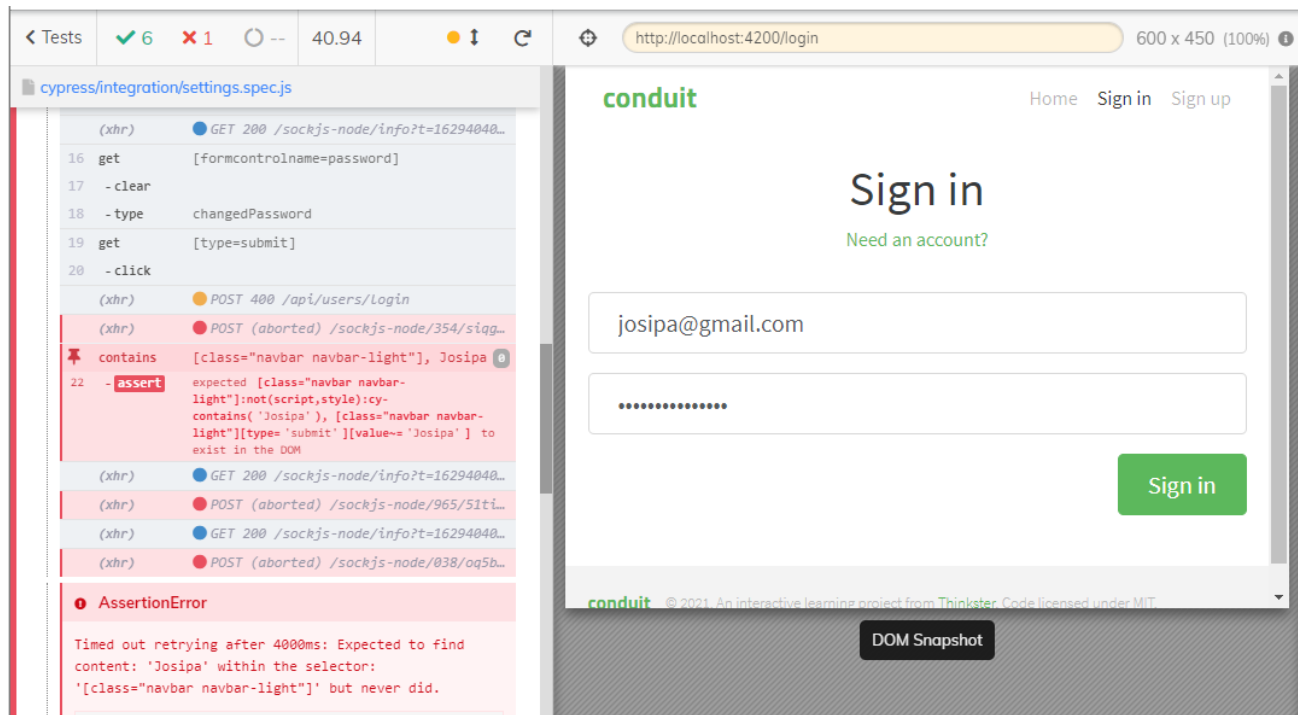 Tests 6 1 -- 40.94
cypress/integration/settings.spec.js
(xhr) GET 200 /sockjs-node/info?t=16294040…
16 get [formcontrolname=password]
17 - clear
18 - type changedPassword
19 get [type=submit]
20 - click
(xhr) POST 400 /api/users/login
(xhr) POST (aborted) /sockjs-node/354/siqg…
contains [class="navbar navbar-light"], Josipa 0
22 - assert expected [class="navbar navbar-
light"]:not(script,style):cy-
contains('Josipa'), [class="navbar navbar-
light"][type='submit'][value~='Josipa'] to
exist in the DOM
(xhr) GET 200 /sockjs-node/info?t=16294040…
(xhr) POST (aborted) /sockjs-node/965/51ti…
(xhr) GET 200 /sockjs-node/info?t=16294040…
(xhr) POST (aborted) /sockjs-node/038/oq5b…
AssertionError
Timed out retrying after 4000ms: Expected to find
content: 'Josipa' within the selector:
'[class="navbar navbar-light"]' but never did.
http://localhost:4200/login 600 x 450 (100%)
conduit Home Sign in Sign up
Sign in
Need an account?
josipa@gmail.com
•••••••••••••••
Sign in
conduit © 2021. An interactive learning project from Thinkster. Code licensed under MIT.
DOM Snapshot